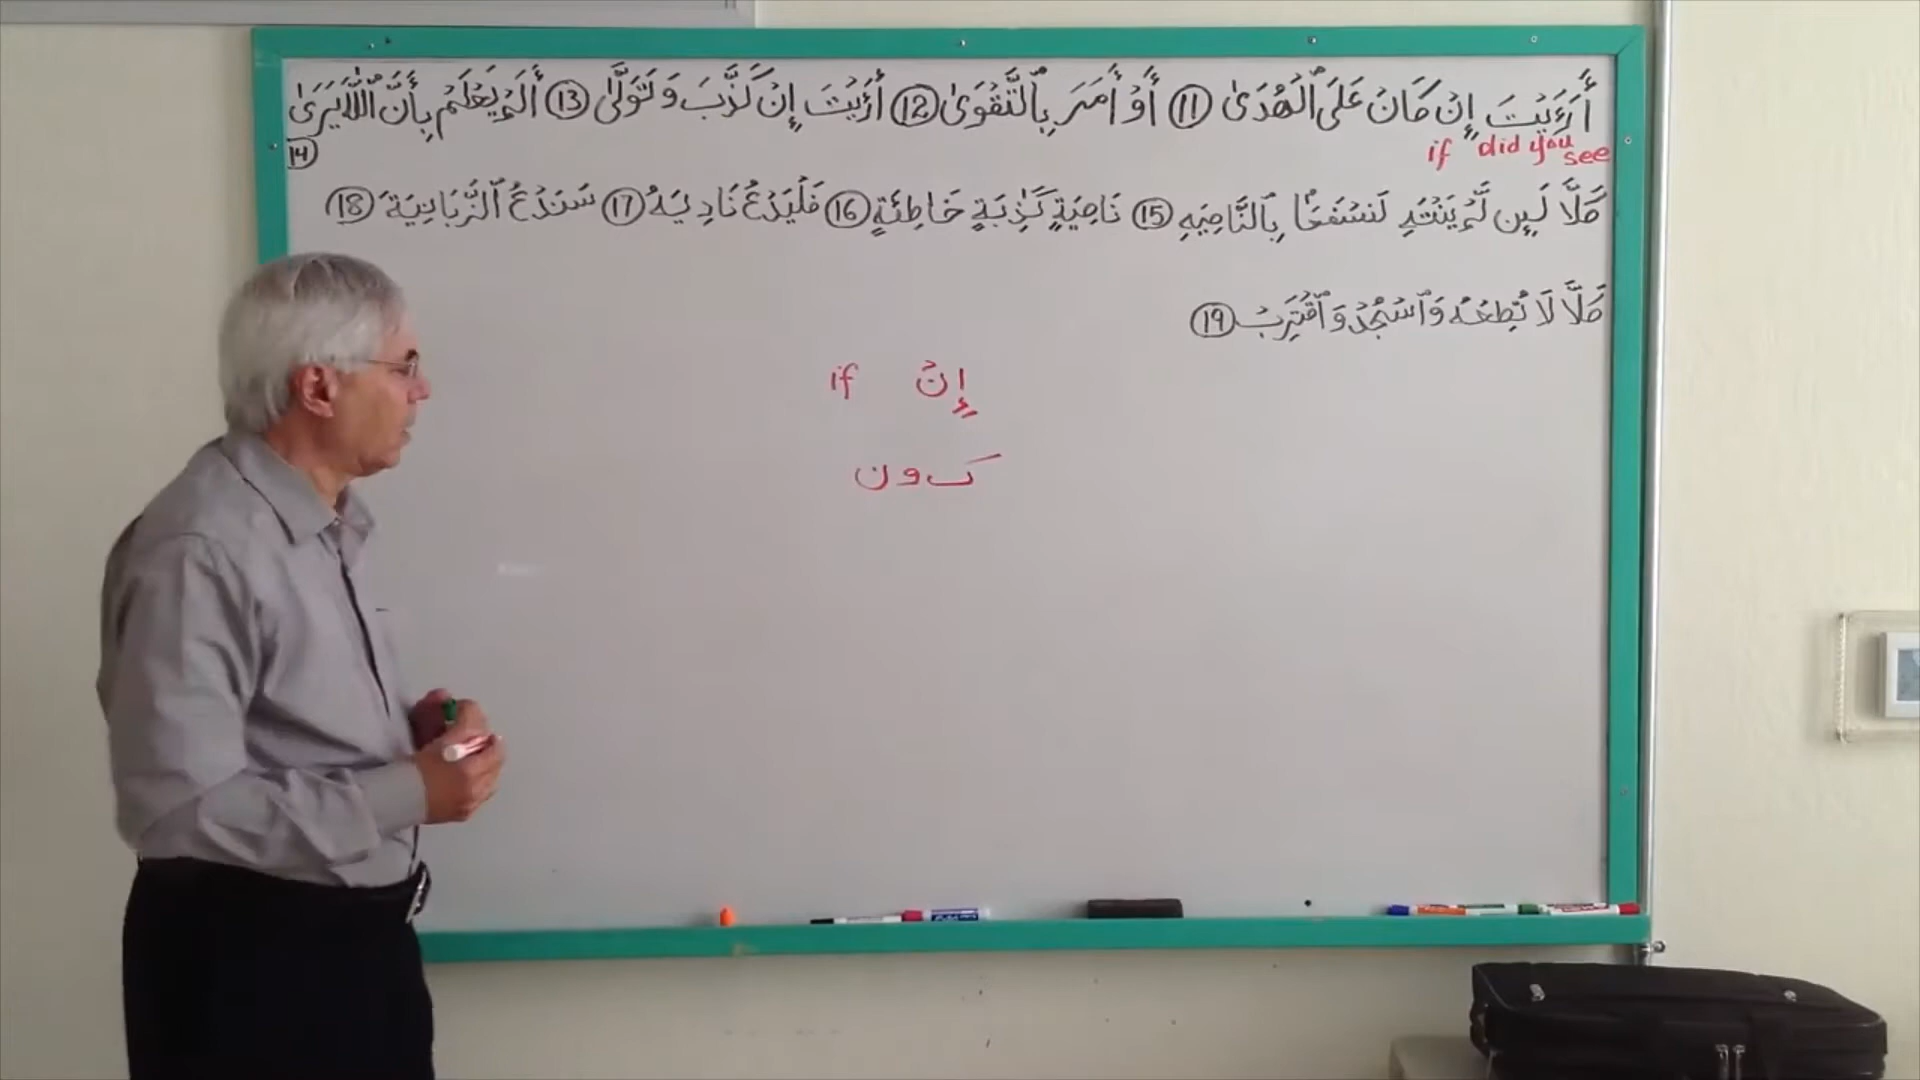 أَرَءَيْتَ إِنْ كَانَ عَلَى ٱلْهُدَىٰ ⑪ أَوْ أَمَرَ بِٱلتَّقْوَىٰ ⑫ أَرَءَيْتَ إِنْ كَذَّبَ وَتَوَلَّىٰ ⑬ أَلَمْ يَعْلَم بِأَنَّ ٱللَّهَ يَرَىٰ
if did you see
⑭
كَلَّا لَئِن لَّمْ يَنتَهِ لَنَسْفَعًا بِٱلنَّاصِيَةِ ⑮ نَاصِيَةٍ كَٰذِبَةٍ خَاطِئَةٍ ⑯ فَلْيَدْعُ نَادِيَهُ ⑰ سَنَدْعُ ٱلزَّبَانِيَةَ ⑱
كَلَّا لَا تُطِعْهُ وَٱسْجُدْ وَٱقْتَرِب ⑲
إِنْ if
ک و ن